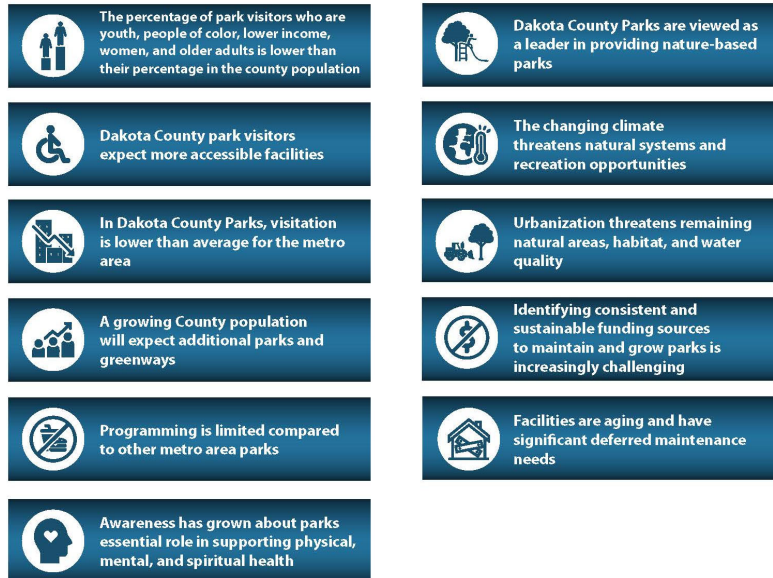 The percentage of park visitors who are
youth, people of color, lower income,
women, and older adults is lower than
their percentage in the county population
Dakota County park visitors
expect more accessible facilities
In Dakota County Parks, visitation
is lower than average for the metro
area
A growing County population
will expect additional parks and
greenways
Programming is limited compared
to other metro area parks
Awareness has grown about parks
essential role in supporting physical,
mental, and spiritual health
Dakota County Parks are viewed as
a leader in providing nature-based
parks
The changing climate
threatens natural systems and
recreation opportunities
Urbanization threatens remaining
natural areas, habitat, and water
quality
Identifying consistent and
sustainable funding sources
to maintain and grow parks is
increasingly challenging
Facilities are aging and have
significant deferred maintenance
needs